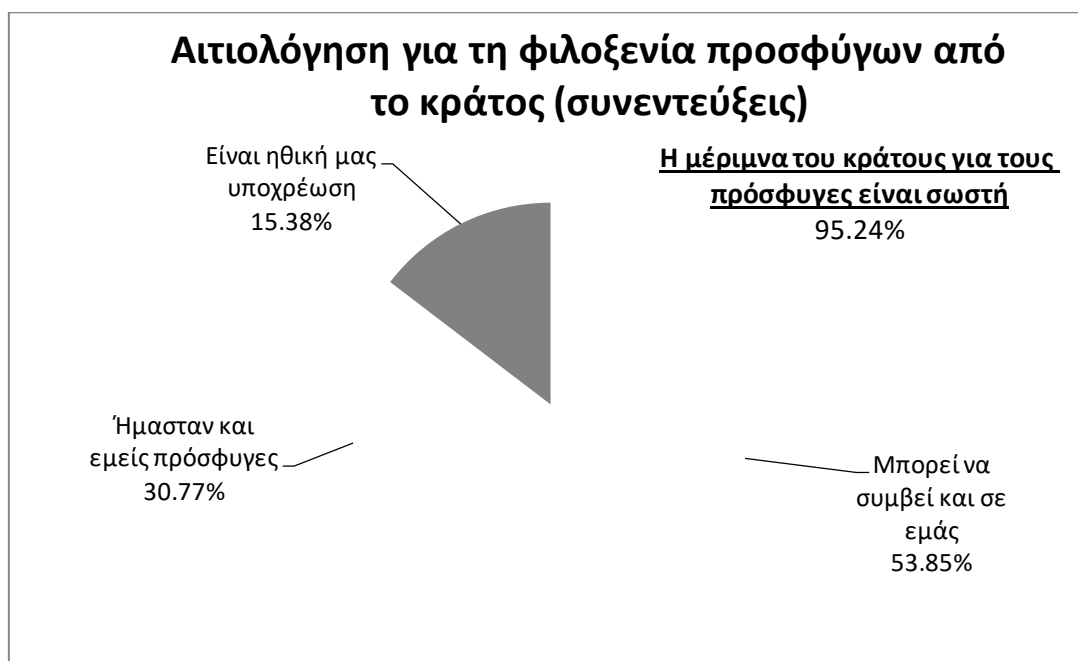 Αιτιολόγηση για τη φιλοξενία προσφύγων από
το κράτος (συνεντεύξεις)
Είναι ηθική μας
υποχρέωση
15.38%
Η μέριμνα του κράτους για τους
πρόσφυγες είναι σωστή
95.24%
Ήμασταν και
εμείς πρόσφυγες
30.77%
Μπορεί να
συμβεί και σε
εμάς
53.85%